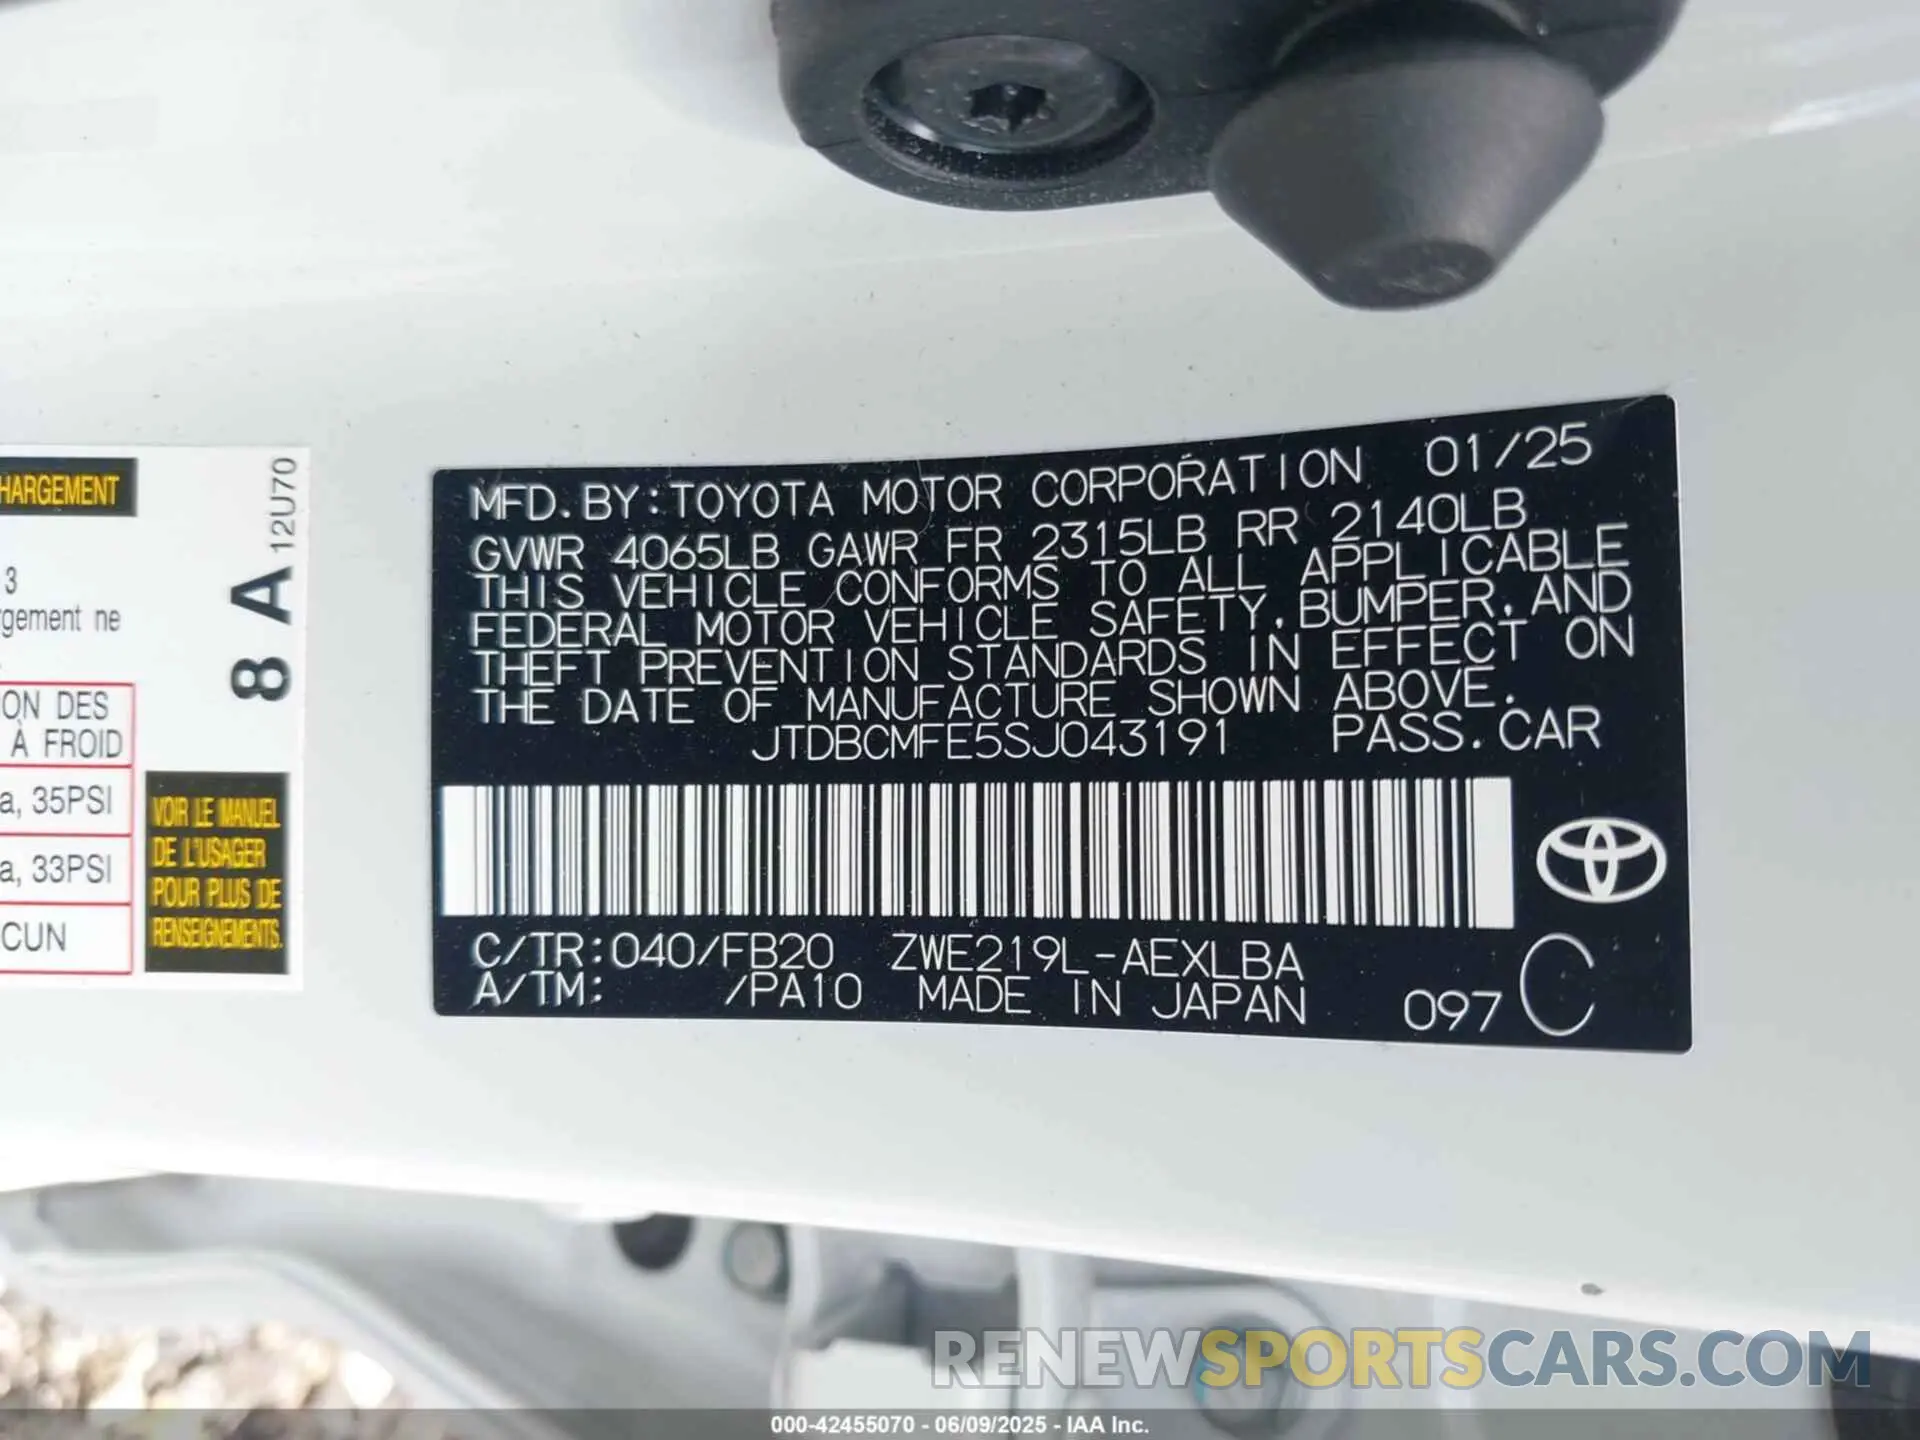 HARGEMENT
3
rgement ne
ON DES
À FROID
a, 35PSI
a, 33PSI
CUN
8 A 12U70
VOIR LE MANUEL
DE L'USAGER
POUR PLUS DE
RENSEIGNEMENTS.
MFD.BY:TOYOTA MOTOR CORPORATION 01/25
GVWR 4065LB GAWR FR 2315LB RR 2140LB
THIS VEHICLE CONFORMS TO ALL APPLICABLE
FEDERAL MOTOR VEHICLE SAFETY,BUMPER,AND
THEFT PREVENTION STANDARDS IN EFFECT ON
THE DATE OF MANUFACTURE SHOWN ABOVE.
JTDBCMFE5SJ043191 PASS.CAR
C/TR:040/FB20 ZWE219L-AEXLBA
A/TM: /PA10 MADE IN JAPAN 097 C
RENEWSPORTSCARS.COM
000-42455070 - 06/09/2025 - IAA Inc.